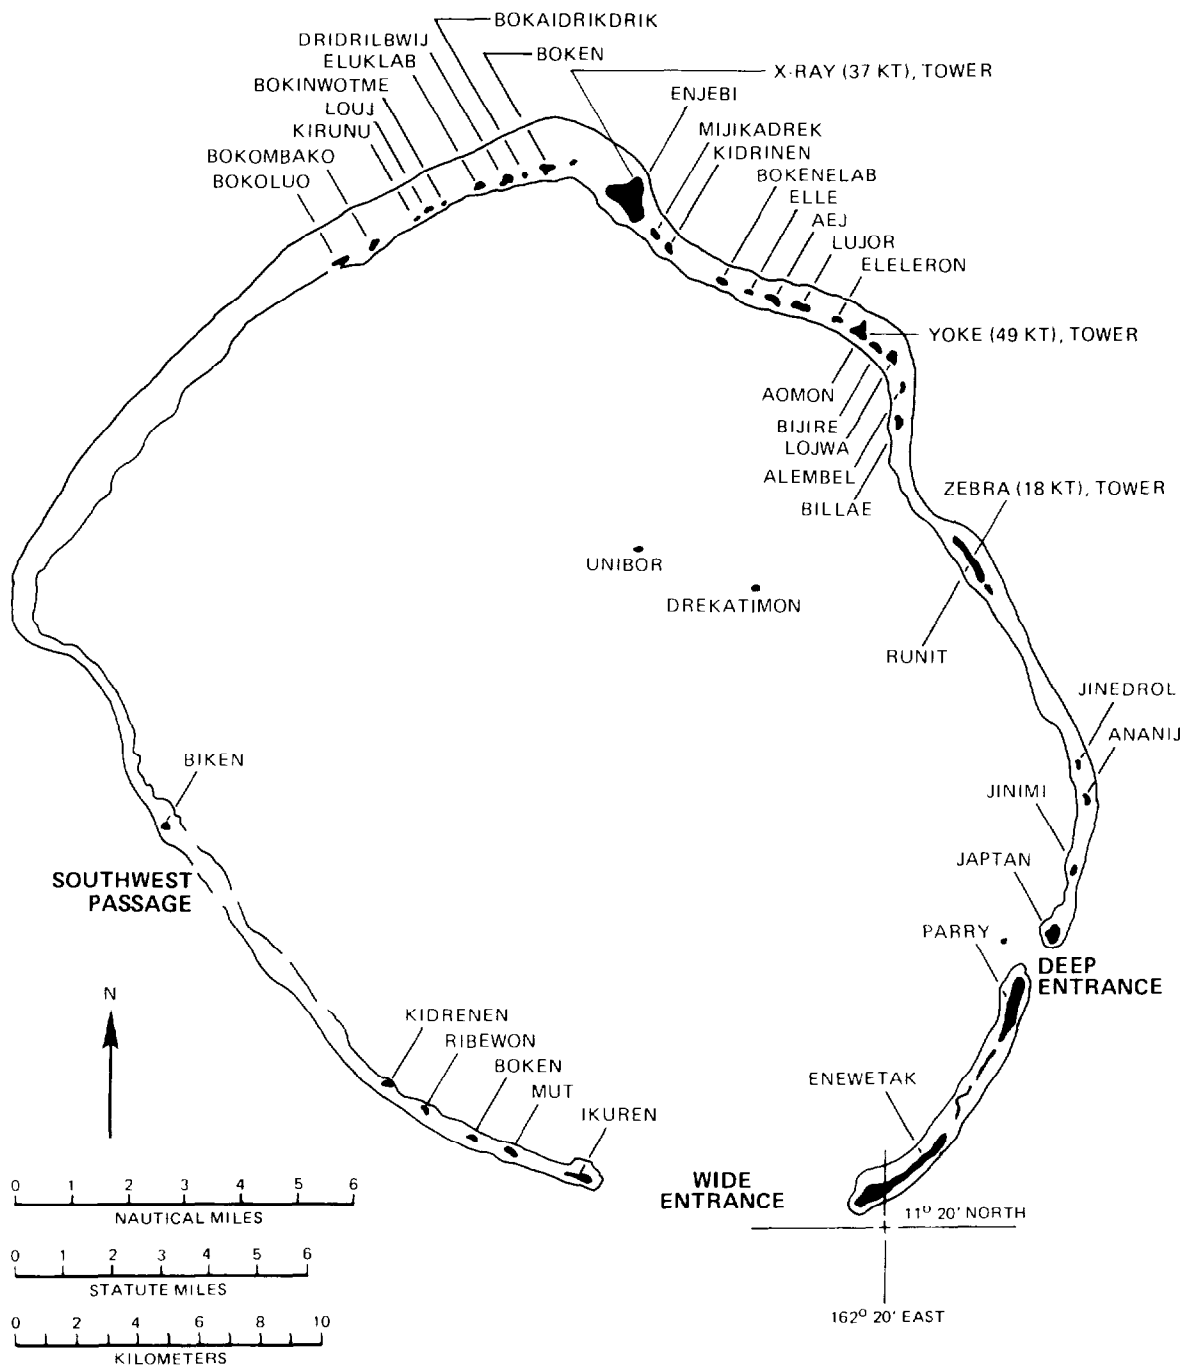 BOKAIDRIKDRIK
DRIDRILBWIJ
BOKEN
ELUKLAB
X-RAY (37 KT), TOWER
BOKINWOTME
ENJEBI
LOUJ
MIJIKADREK
KIRUNU
KIDRINEN
BOKOMBAKO
BOKENELAB
BOKOLUO
ELLE
AEJ
LUJOR
ELELERON
YOKE (49 KT), TOWER
AOMON
BIJIRE
LOJWA
ALEMBEL
ZEBRA (18 KT), TOWER
BILLAE
UNIBOR
DREKATIMON
RUNIT
JINEDROL
ANANIJ
BIKEN
JINIMI
JAPTAN
SOUTHWEST
PASSAGE
PARRY
DEEP
ENTRANCE
N
KIDRENEN
RIBEWON
BOKEN
ENEWETAK
MUT
IKUREN
WIDE
ENTRANCE
0 1 2 3 4 5 6
NAUTICAL MILES
11° 20' NORTH
0 1 2 3 4 5 6
STATUTE MILES
162° 20' EAST
0 2 4 6 8 10
KILOMETERS